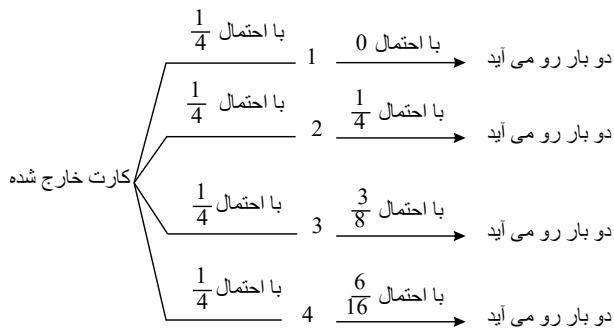 با احتمال 1/4 1 با احتمال 0 دو بار رو می آید
با احتمال 1/4 2 با احتمال 1/4 دو بار رو می آید
کارت خارج شده
با احتمال 1/4 3 با احتمال 3/8 دو بار رو می آید
با احتمال 1/4 4 با احتمال 6/16 دو بار رو می آید